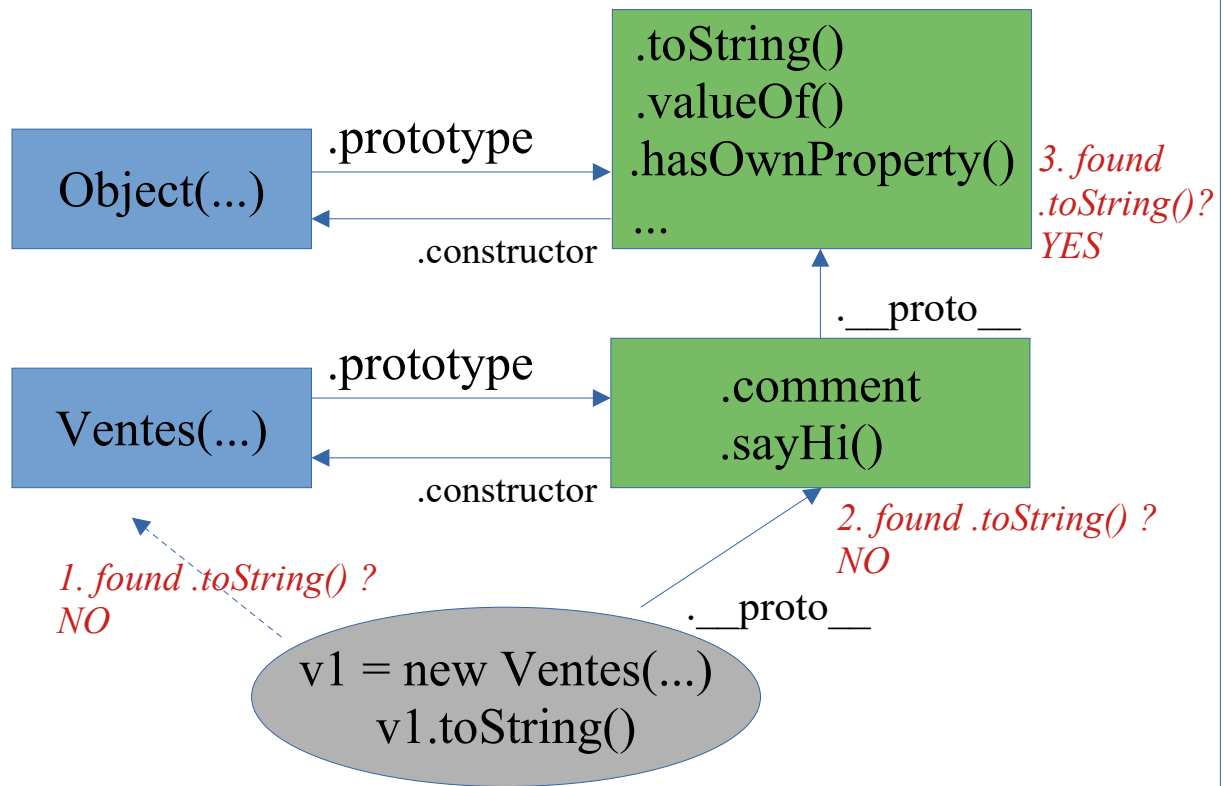 .toString()
.valueOf()
.hasOwnProperty()
...
Object(...)
.prototype
.constructor
3. found
.toString()?
YES
.__proto__
Ventes(...)
.prototype
.constructor
.comment
.sayHi()
2. found .toString() ?
NO
1. found .toString() ?
NO
.__proto__
v1 = new Ventes(...)
v1.toString()